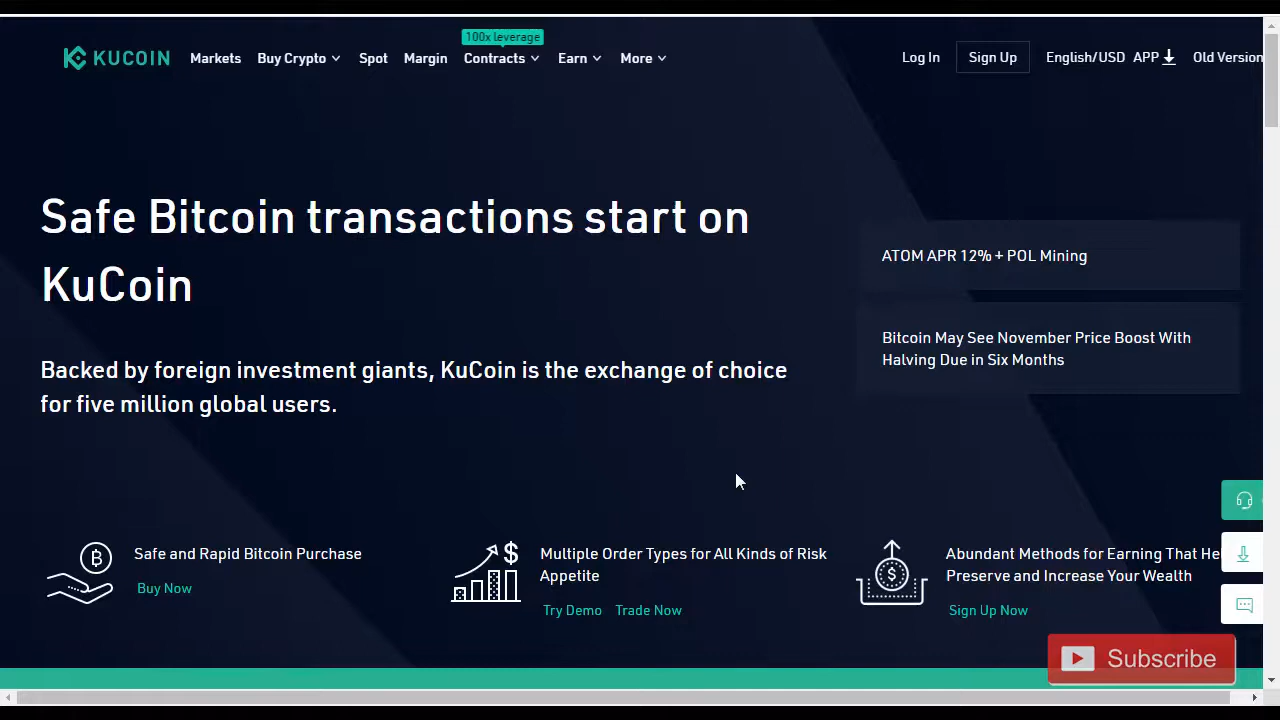 100x leverage
KUCOIN Markets Buy Crypto Spot Margin Contracts Earn More Log In Sign Up English/USD APP Old Version
Safe Bitcoin transactions start on
KuCoin
ATOM APR 12% + POL Mining
Bitcoin May See November Price Boost With
Halving Due in Six Months
Backed by foreign investment giants, KuCoin is the exchange of choice
for five million global users.
Safe and Rapid Bitcoin Purchase
Buy Now
Multiple Order Types for All Kinds of Risk
Appetite
Try Demo Trade Now
Abundant Methods for Earning That He
Preserve and Increase Your Wealth
Sign Up Now
Subscribe